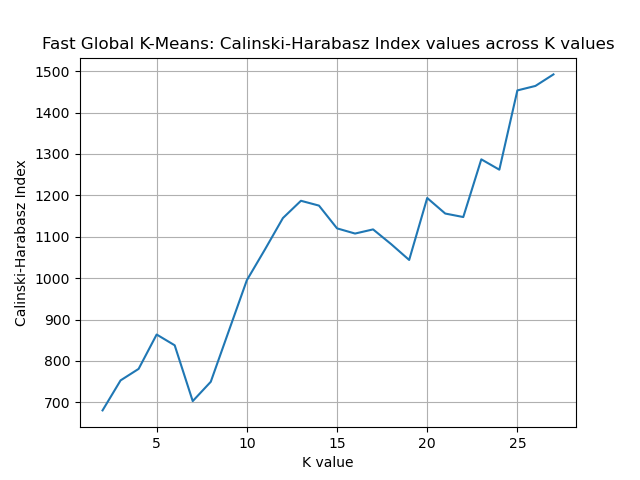 Fast Global K-Means: Calinski-Harabasz Index values across K values
1500
1400
1300
1200
1100
1000
900
800
700
Calinski-Harabasz Index
5 10 15 20 25
K value